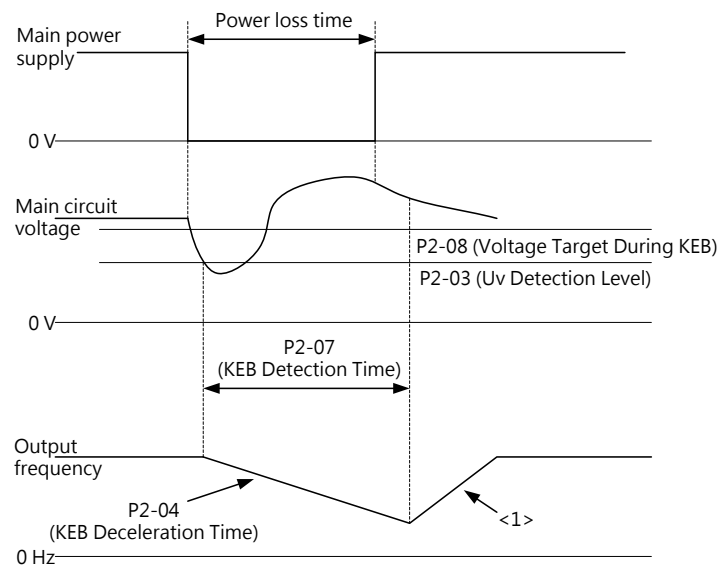 Power loss time
Main power
supply
0 V
Main circuit
voltage
P2-08 (Voltage Target During KEB)
P2-03 (Uv Detection Level)
0 V
P2-07
(KEB Detection Time)
Output
frequency
P2-04
(KEB Deceleration Time)
<1>
0 Hz